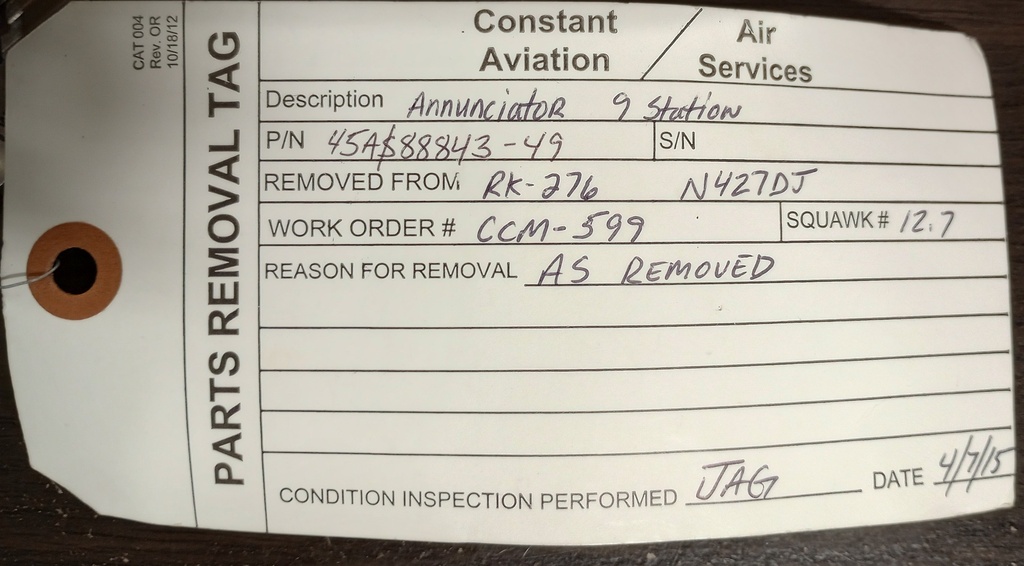 CAT 004
Rev. OR
10/18/12
PARTS REMOVAL TAG
Constant Aviation / Air Services
Description Annunciator 9 Station
P/N 45A$88843-49 S/N
REMOVED FROM RK-276 N427DJ
WORK ORDER # CCM-599 SQUAWK # 12.7
REASON FOR REMOVAL AS REMOVED
CONDITION INSPECTION PERFORMED JAG DATE 4/7/15